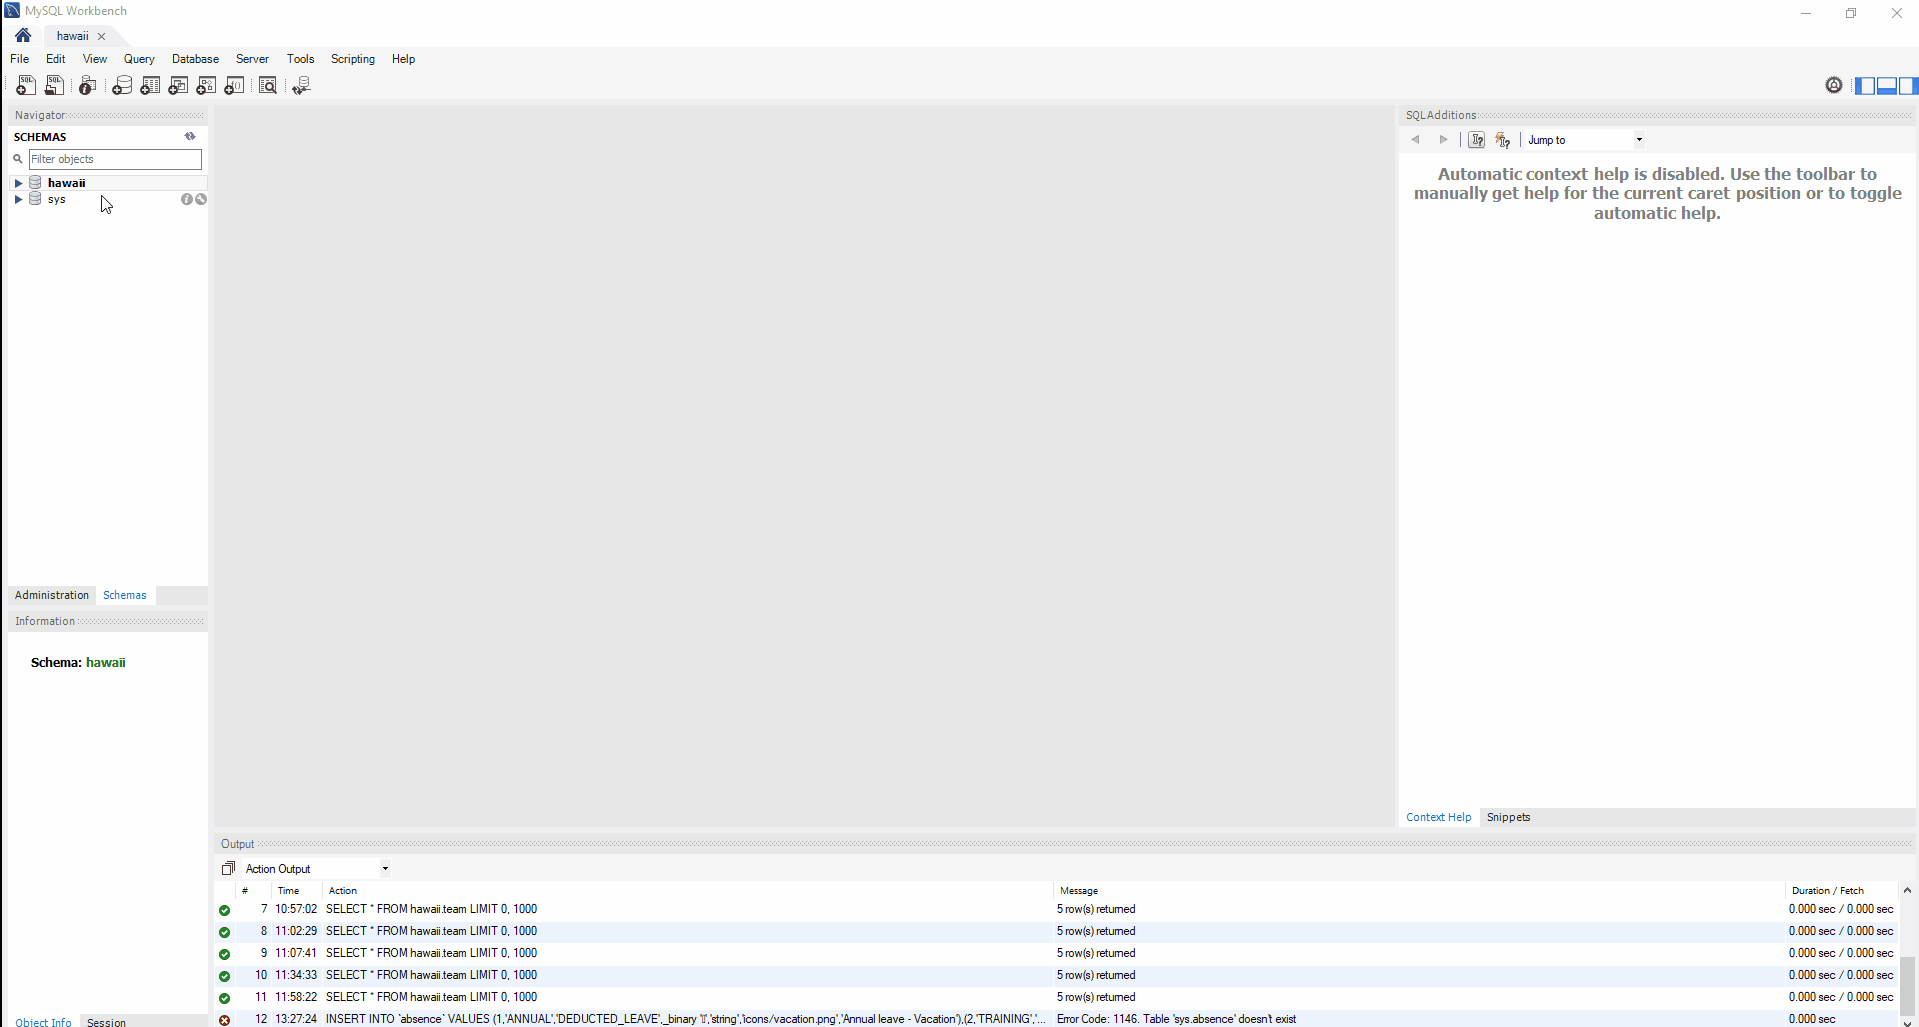 MySQL Workbench
hawaii
File Edit View Query Database Server Tools Scripting Help
Navigator
SCHEMAS
Filter objects
hawaii
sys
Administration Schemas
Information
Schema: hawaii
Object Info Session
SQLAdditions
Jump to
Automatic context help is disabled. Use the toolbar to
manually get help for the current caret position or to toggle
automatic help.
Context Help Snippets
Output
Action Output
# Time Action Message Duration / Fetch
7 10:57:02 SELECT * FROM hawaii.team LIMIT 0, 1000 5 row(s) returned 0.000 sec / 0.000 sec
8 11:02:29 SELECT * FROM hawaii.team LIMIT 0, 1000 5 row(s) returned 0.000 sec / 0.000 sec
9 11:07:41 SELECT * FROM hawaii.team LIMIT 0, 1000 5 row(s) returned 0.000 sec / 0.000 sec
10 11:34:33 SELECT * FROM hawaii.team LIMIT 0, 1000 5 row(s) returned 0.000 sec / 0.000 sec
11 11:58:22 SELECT * FROM hawaii.team LIMIT 0, 1000 5 row(s) returned 0.000 sec / 0.000 sec
12 13:27:24 INSERT INTO `absence` VALUES (1,'ANNUAL','DEDUCTED_LEAVE',_binary ,'string','icons/vacation.png','Annual leave - Vacation'),(2,'TRAINING','... Error Code: 1146. Table 'sys.absence' doesn't exist 0.000 sec